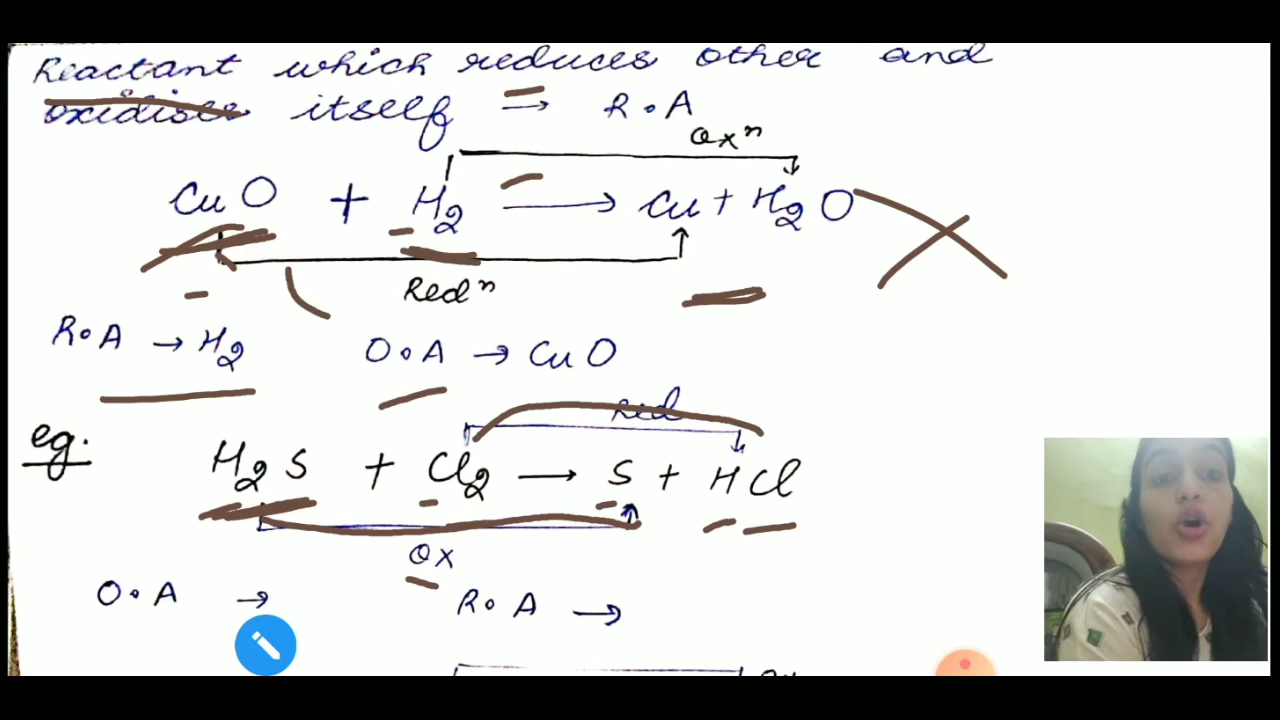 Reactant which reduces other and
oxidises itself → R.A
Oxⁿ
CuO + H₂ → Cu + H₂O
Redⁿ
R.A → H₂ O.A → CuO
Red
eg. H₂S + Cl₂ → S + HCl
Ox
O.A → R.A →